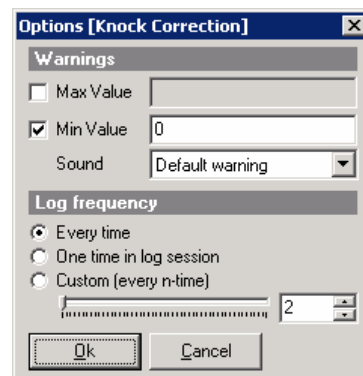 Options [Knock Correction]
Warnings
Max Value
Min Value 0
Sound Default warning
Log frequency
Every time
One time in log session
Custom (every n-time)
2
Ok Cancel